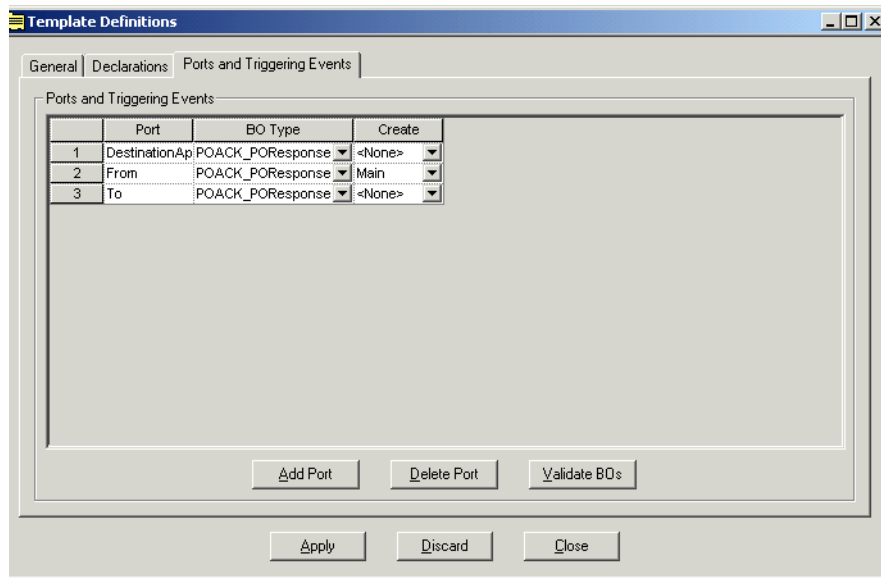 Template Definitions
General Declarations Ports and Triggering Events
Ports and Triggering Events
Port BO Type Create
1 DestinationAp POACK_POResponse <None>
2 From POACK_POResponse Main
3 To POACK_POResponse <None>
Add Port Delete Port Validate BOs
Apply Discard Close